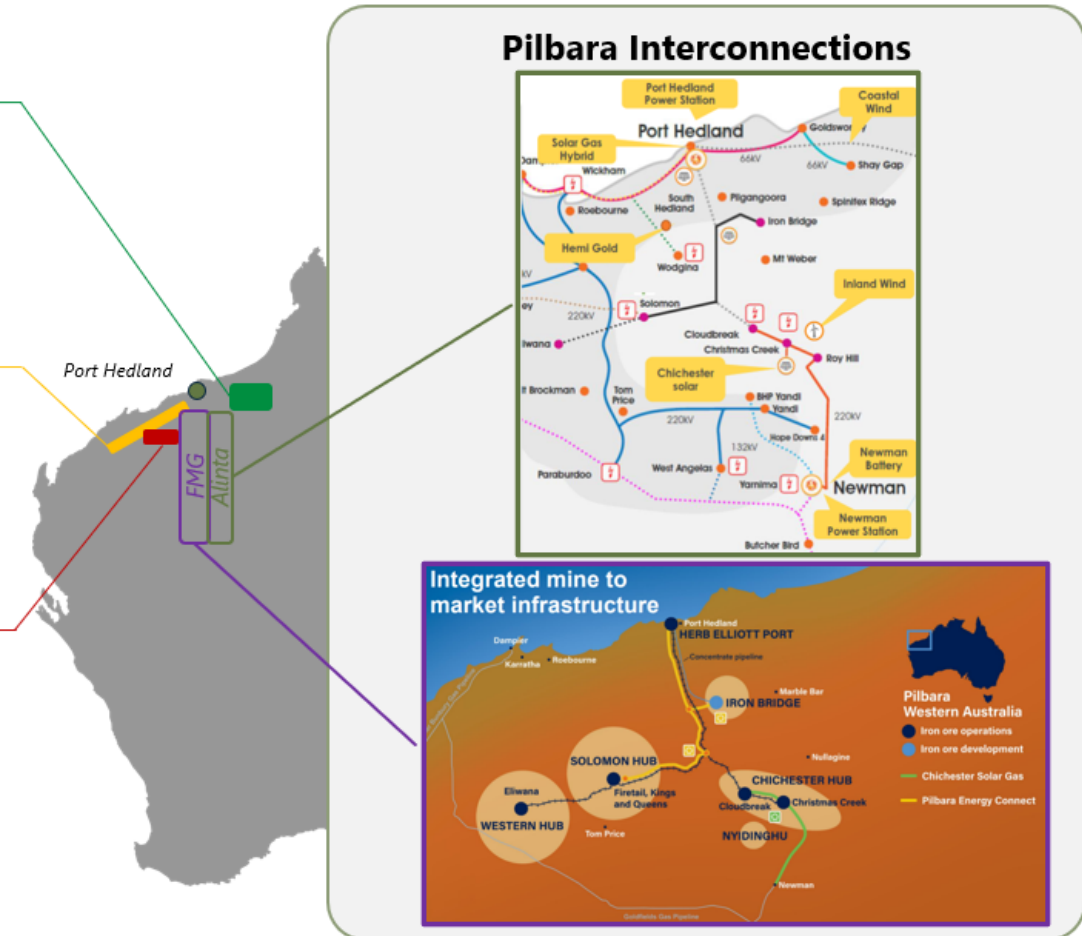 Pilbara Interconnections
Port Hedland
FMG
Alinta
Port Hedland
Power Station
Coastal
Wind
Port Hedland
Solar Gas
Hybrid
Wickham
66kV
66kV
Shay Gap
Roebourne
South
Hedland
Pilgangoora
Spinifex Ridge
Iron Bridge
Hemi Gold
Wodgina
Mt Weber
Inland Wind
kV
ey
Solomon
220kV
Cloudbreak
Christmas Creek
Roy Hill
Iwana
Chichester
solar
t Brockman
Tom
Price
BHP Yandi
Yandi
220kV
220kV
Hope Downs 4
132kV
Newman
Battery
Paraburdoo
West Angelas
Yarnima
Newman
Newman
Power Station
Butcher Bird
Integrated mine to
market infrastructure
Port Hedland
HERB ELLIOTT PORT
Concentrate pipeline
Dampier
Karratha
Roebourne
Marble Bar
IRON BRIDGE
Pilbara
Western Australia
Iron ore operations
Iron ore development
Chichester Solar Gas
Pilbara Energy Connect
Nullagine
SOLOMON HUB
Firetail, Kings
and Queens
CHICHESTER HUB
Cloudbreak
Christmas Creek
Eliwana
WESTERN HUB
Tom Price
NYIDINGHU
Newman
Goldfields Gas Pipeline